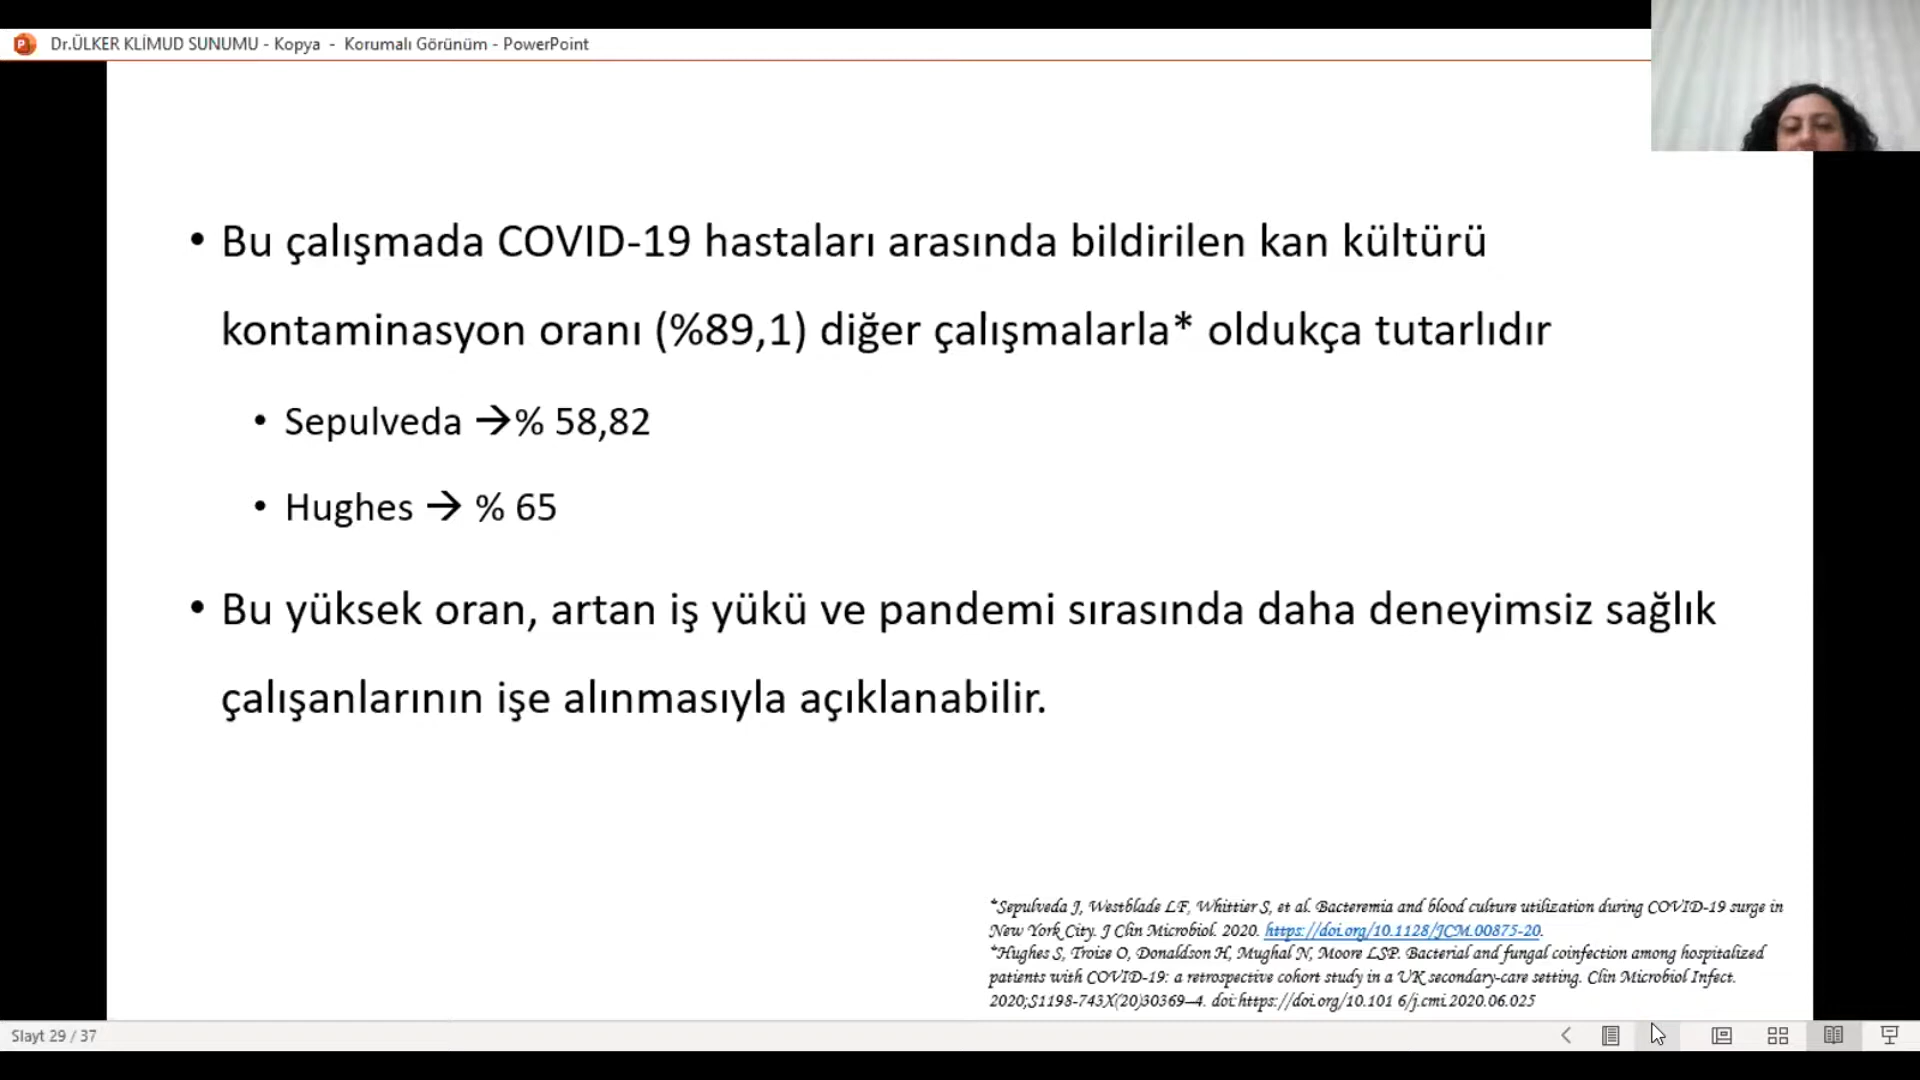 Dr.ÜLKER KLİMUD SUNUMU - Kopya - Korumalı Görünüm - PowerPoint
• Bu çalışmada COVID-19 hastaları arasında bildirilen kan kültürü
kontaminasyon oranı (%89,1) diğer çalışmalarla* oldukça tutarlıdır
• Sepulveda →% 58,82
• Hughes → % 65
• Bu yüksek oran, artan iş yükü ve pandemi sırasında daha deneyimsiz sağlık
çalışanlarının işe alınmasıyla açıklanabilir.
*Sepulveda J, Westblade LF, Whittier S, et al. Bacteremia and blood culture utilization during COVID-19 surge in
New York City. J Clin Microbiol. 2020. https://doi.org/10.1128/JCM.00875-20.
*Hughes S, Troise O, Donaldson H, Mughal N, Moore LSP. Bacterial and fungal coinfection among hospitalized
patients with COVID-19: a retrospective cohort study in a UK secondary-care setting. Clin Microbiol Infect.
2020;S1198-743X(20)30369–4. doi:https://doi.org/10.101 6/j.cmi.2020.06.025
Slayt 29 / 37